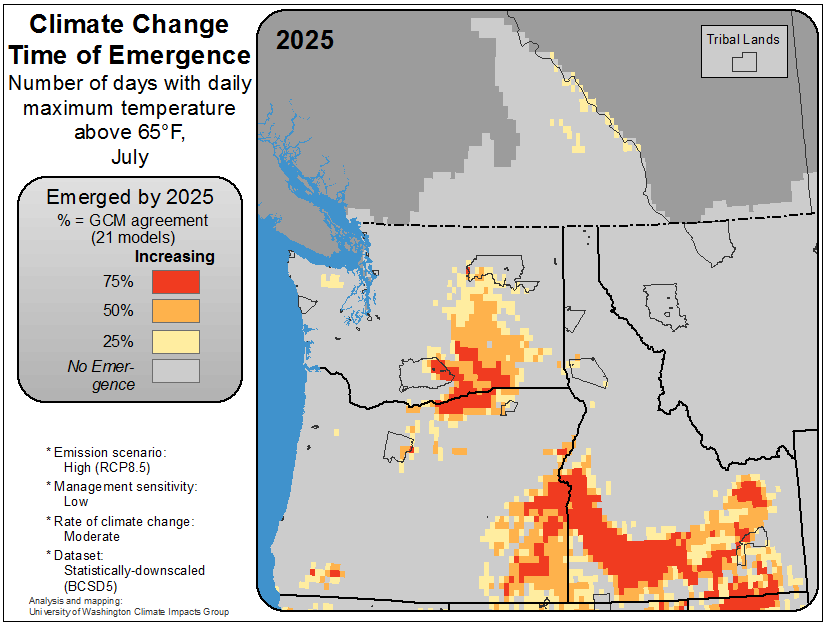 Climate Change
Time of Emergence
Number of days with daily
maximum temperature
above 65°F,
July
Emerged by 2025
% = GCM agreement
(21 models)
Increasing
75%
50%
25%
No Emer-
gence
* Emission scenario:
High (RCP8.5)
* Management sensitivity:
Low
* Rate of climate change:
Moderate
* Dataset:
Statistically-downscaled
(BCSD5)
Analysis and mapping:
University of Washington Climate Impacts Group
2025
Tribal Lands